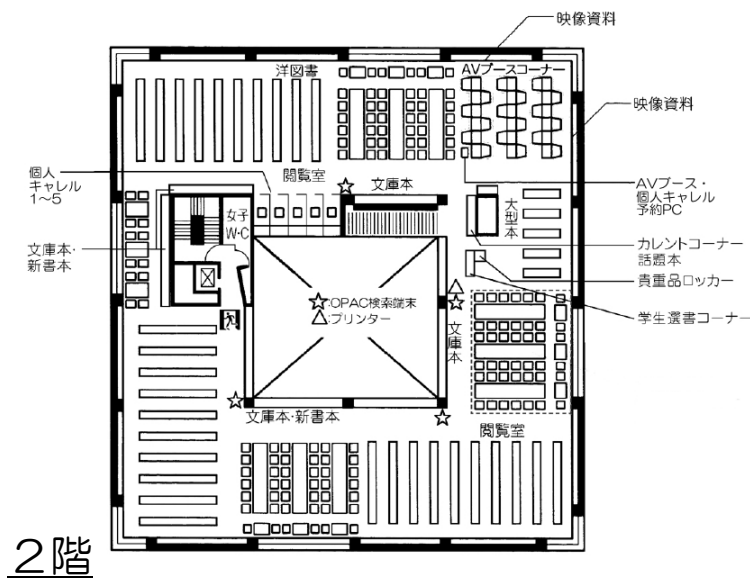 映像資料
洋図書
AVブースコーナー
映像資料
個人
キャレル
1～5
閲覧室
文庫本
AVブース・
個人キャレル
予約PC
女子
W・C
大型本
文庫本・
新書本
カレントコーナー
話題本
貴重品ロッカー
☆:OPAC検索端末
△:プリンター
学生選書コーナー
文庫本
文庫本・新書本
閲覧室
2階